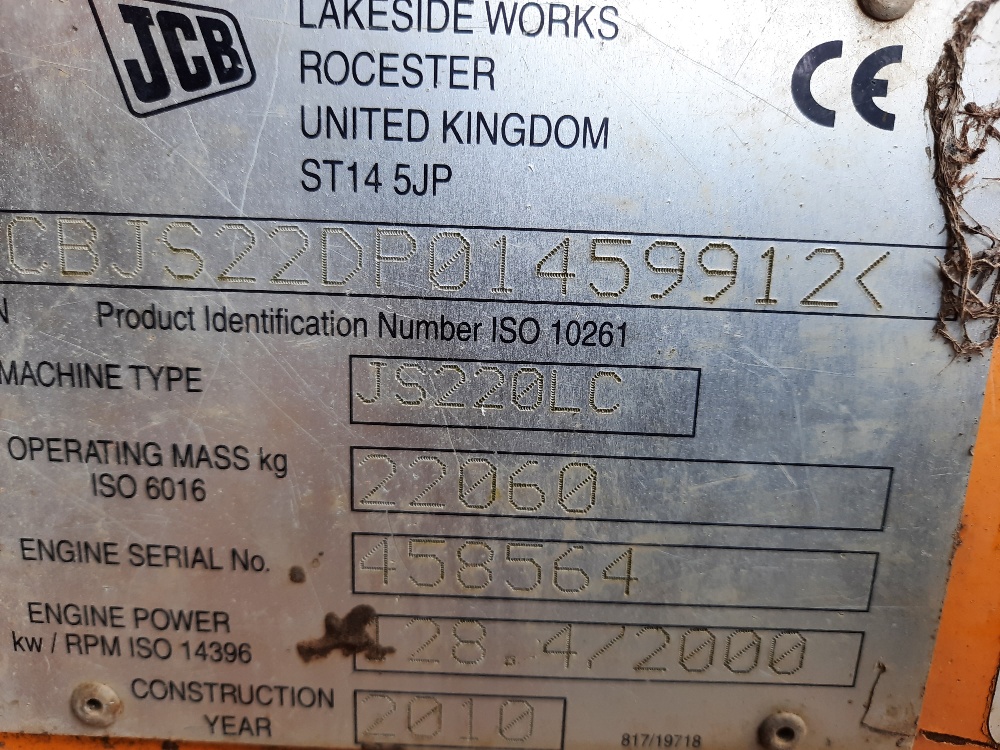 JCB
LAKESIDE WORKS
ROCESTER
UNITED KINGDOM
ST14 5JP
CE
CBJS22DP01459912<
Product Identification Number ISO 10261
MACHINE TYPE JS220LC
OPERATING MASS kg 22060
ISO 6016
ENGINE SERIAL No. 458564
ENGINE POWER 128.4/2000
kw / RPM ISO 14396
CONSTRUCTION 2010
YEAR
817/19718